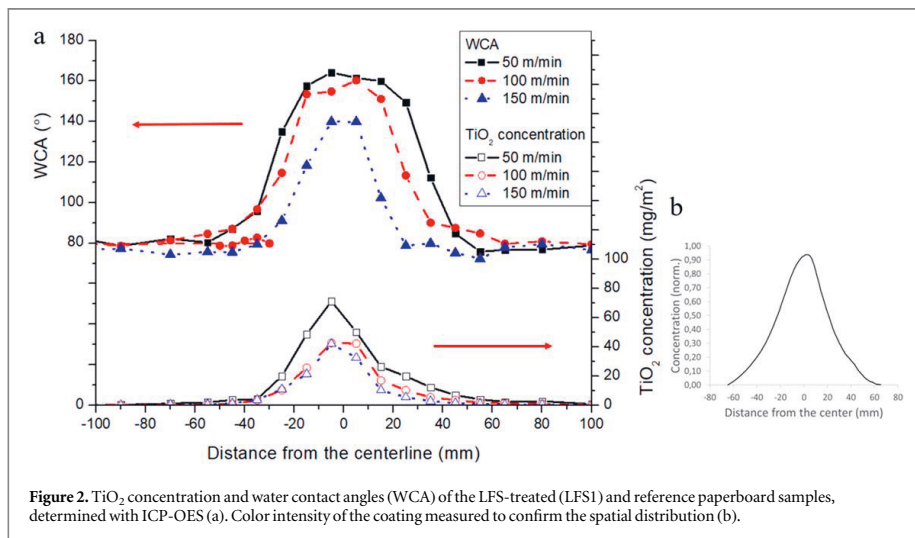 a
WCA
50 m/min
100 m/min
150 m/min
TiO2 concentration
50 m/min
100 m/min
150 m/min
180
160
140
120
100
80
0
WCA (°)
100
80
60
40
20
0
TiO2 concentration (mg/m2)
-100 -80 -60 -40 -20 0 20 40 60 80 100
Distance from the centerline (mm)
b
1,00
0,90
0,80
0,70
0,60
0,50
0,40
0,30
0,20
0,10
0,00
Concentration (norm.)
-80 -60 -40 -20 0 20 40 60 80
Distance from the center (mm)
Figure 2. TiO2 concentration and water contact angles (WCA) of the LFS-treated (LFS1) and reference paperboard samples,
determined with ICP-OES (a). Color intensity of the coating measured to confirm the spatial distribution (b).